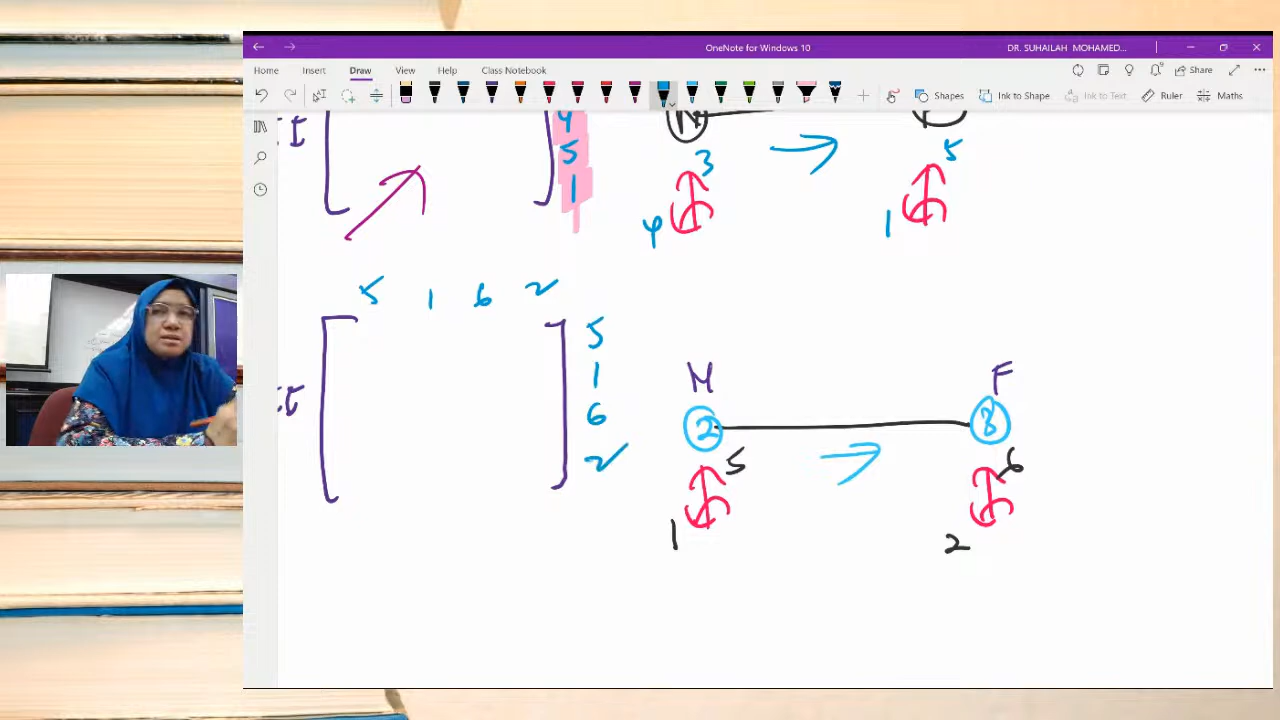 OneNote for Windows 10
DR. SUHAILAH MOHAMED...
Home Insert Draw View Help Class Notebook
Share
Shapes Ink to Shape Ink to Text Ruler Maths
4
5
1
3
4
5
1
5 1 6 2
5
1
6
2
M F
2
5
6
1
2